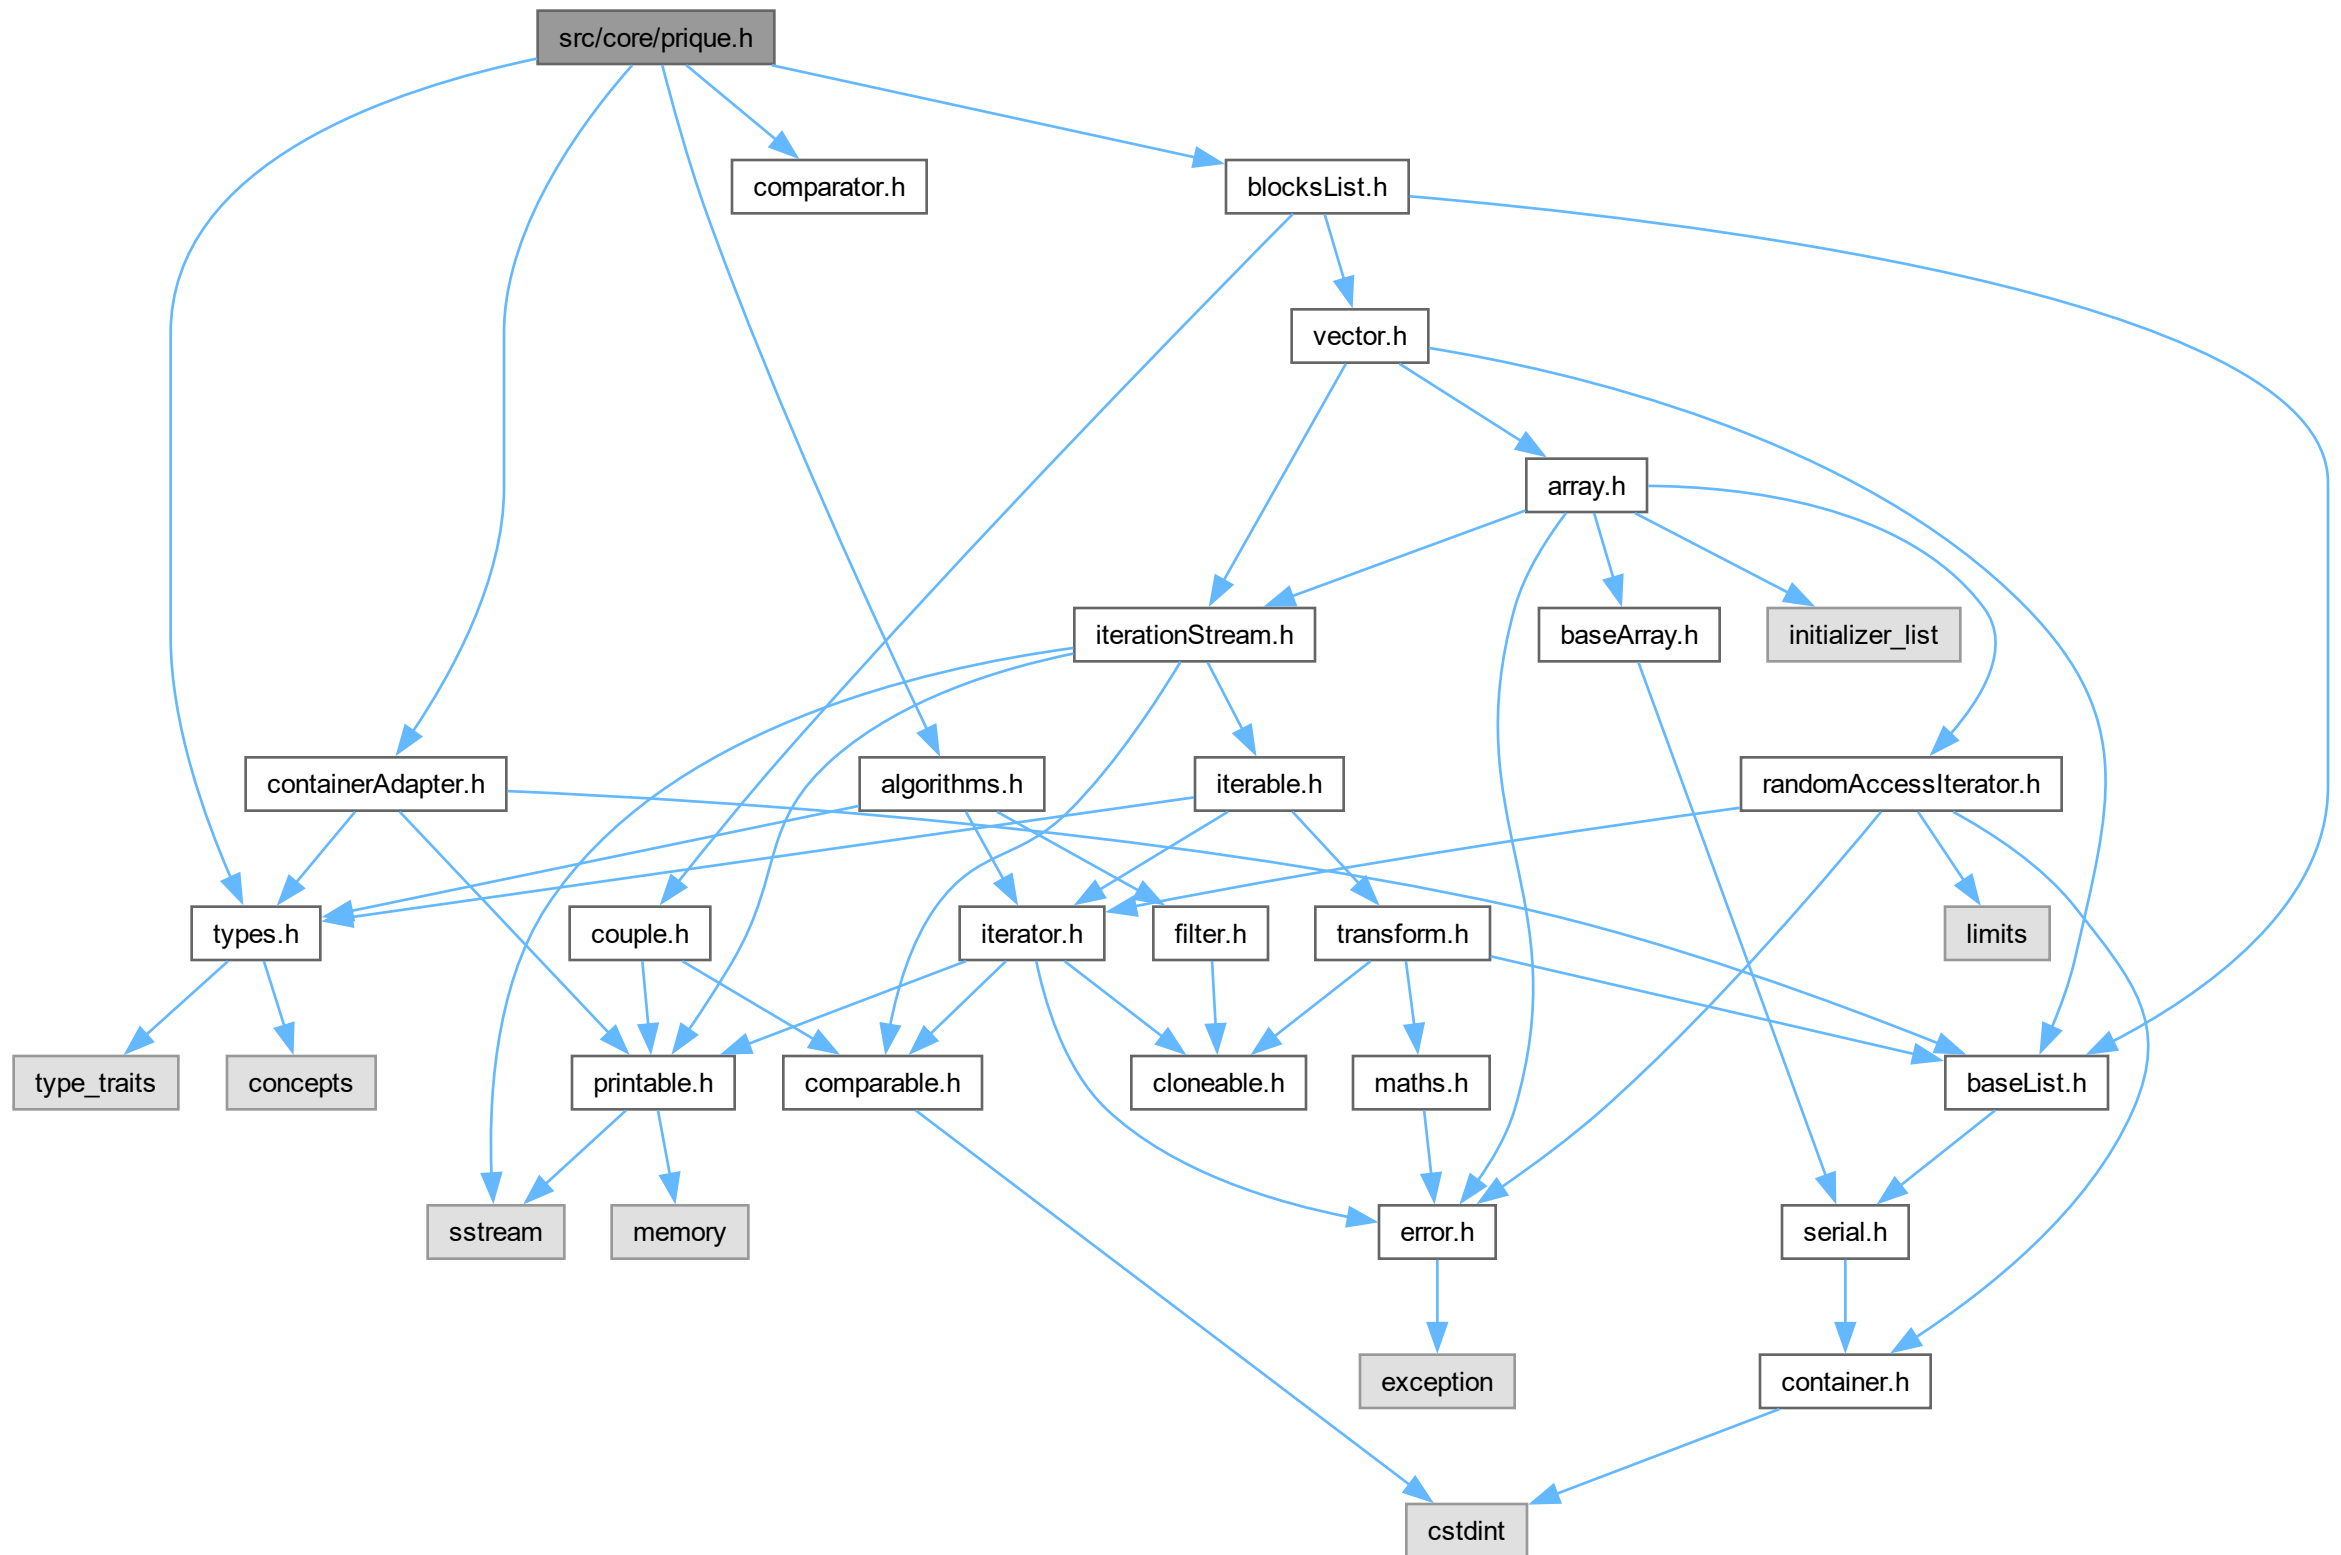 src/core/prique.h
comparator.h
blocksList.h
vector.h
array.h
iterationStream.h
baseArray.h
initializer_list
containerAdapter.h
algorithms.h
iterable.h
randomAccessIterator.h
types.h
couple.h
iterator.h
filter.h
transform.h
limits
type_traits
concepts
printable.h
comparable.h
cloneable.h
maths.h
baseList.h
sstream
memory
error.h
serial.h
exception
container.h
cstdint